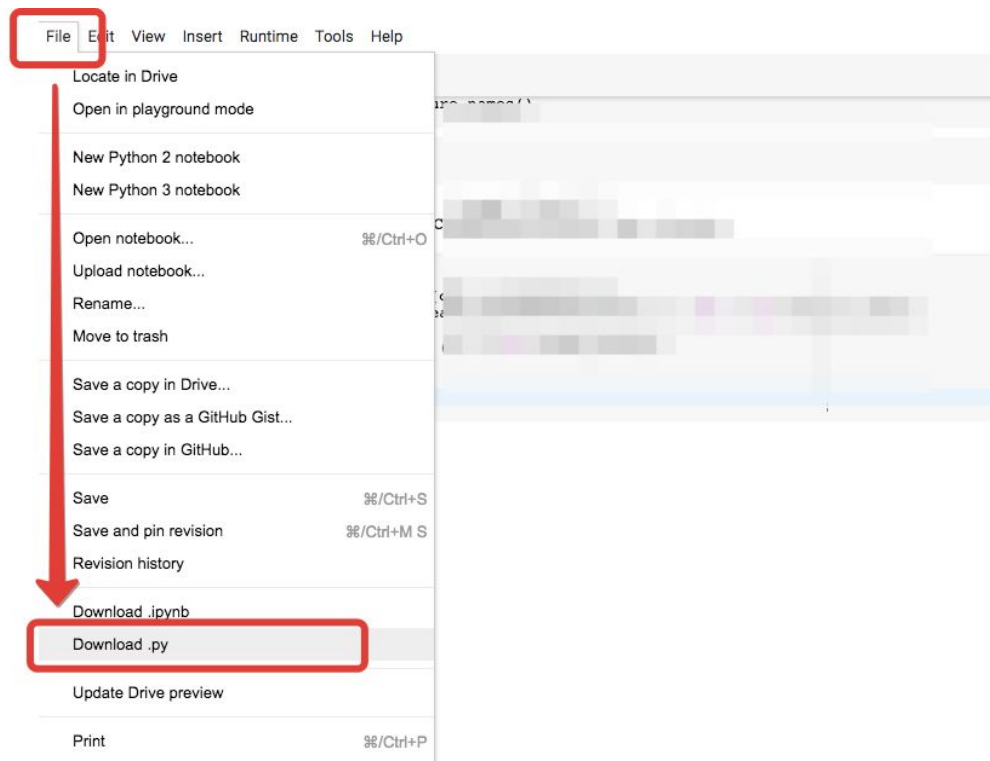 File Edit View Insert Runtime Tools Help
Locate in Drive
Open in playground mode
New Python 2 notebook
New Python 3 notebook
Open notebook... ⌘/Ctrl+O
Upload notebook...
Rename...
Move to trash
Save a copy in Drive...
Save a copy as a GitHub Gist...
Save a copy in GitHub...
Save ⌘/Ctrl+S
Save and pin revision ⌘/Ctrl+M S
Revision history
Download .ipynb
Download .py
Update Drive preview
Print ⌘/Ctrl+P